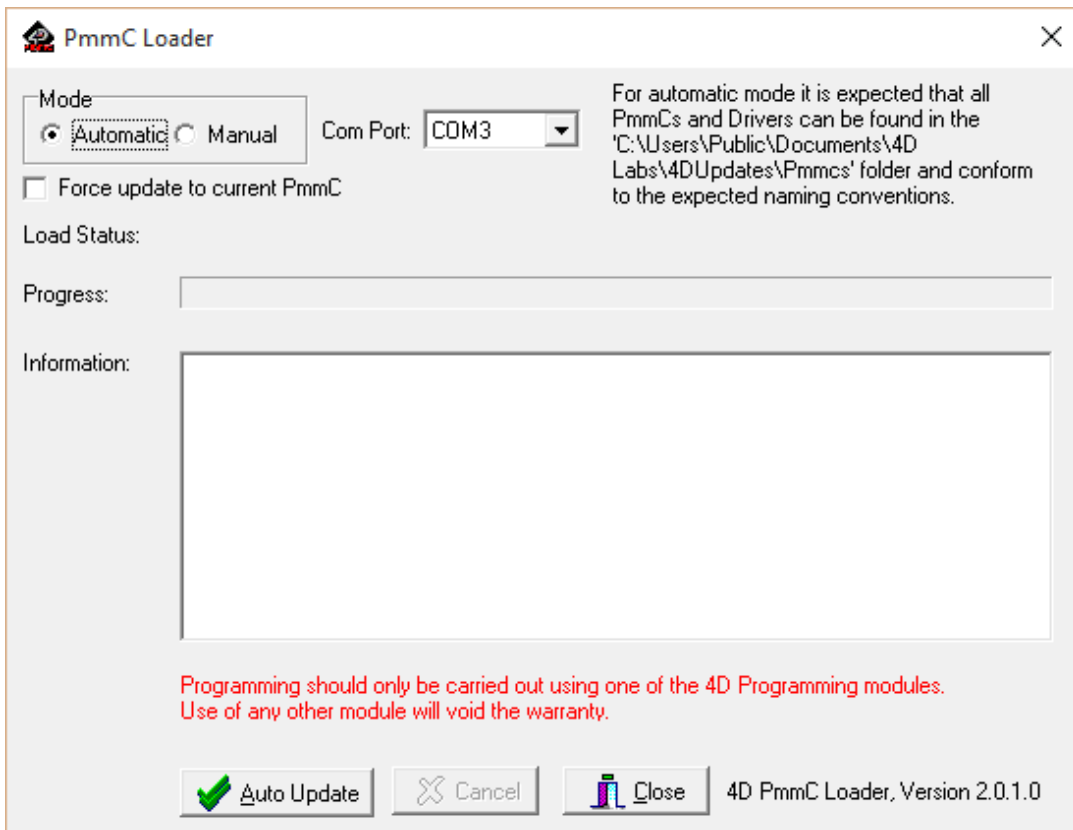 PmmC Loader
Mode
Automatic Manual
Com Port: COM3
For automatic mode it is expected that all
PmmCs and Drivers can be found in the
'C:\Users\Public\Documents\4D
Labs\4DUpdates\Pmmcs' folder and conform
to the expected naming conventions.
Force update to current PmmC
Load Status:
Progress:
Information:
Programming should only be carried out using one of the 4D Programming modules.
Use of any other module will void the warranty.
Auto Update Cancel Close 4D PmmC Loader, Version 2.0.1.0